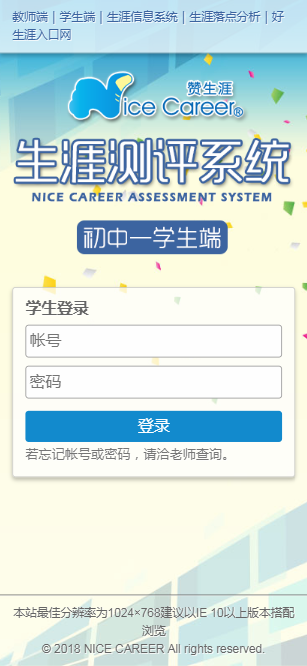 教师端 | 学生端 | 生涯信息系统 | 生涯落点分析 | 好
生涯入口网
赞生涯
Nice Career®
生涯测评系统
NICE CAREER ASSESSMENT SYSTEM
初中—学生端
学生登录
帐号
密码
登录
若忘记帐号或密码，请洽老师查询。
本站最佳分辨率为1024×768建议以IE 10以上版本搭配
浏览
© 2018 NICE CAREER All rights reserved.